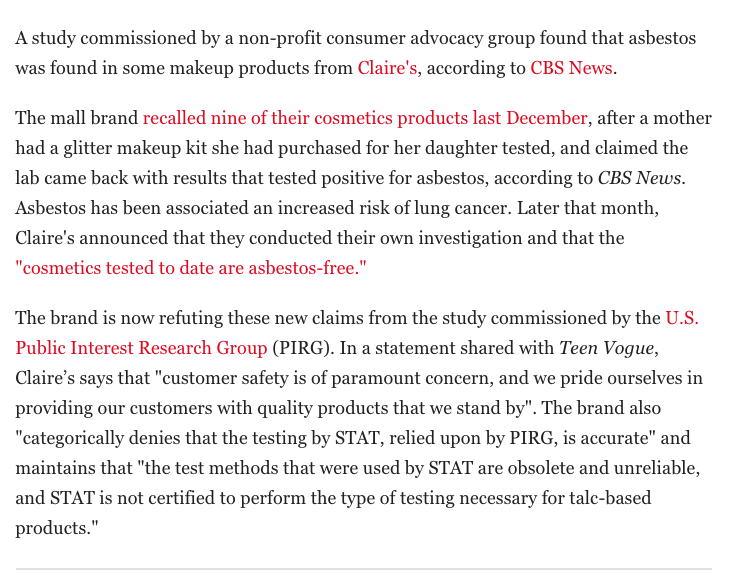 A study commissioned by a non-profit consumer advocacy group found that asbestos
was found in some makeup products from Claire's, according to CBS News.
The mall brand recalled nine of their cosmetics products last December, after a mother
had a glitter makeup kit she had purchased for her daughter tested, and claimed the
lab came back with results that tested positive for asbestos, according to CBS News.
Asbestos has been associated an increased risk of lung cancer. Later that month,
Claire's announced that they conducted their own investigation and that the
"cosmetics tested to date are asbestos-free."
The brand is now refuting these new claims from the study commissioned by the U.S.
Public Interest Research Group (PIRG). In a statement shared with Teen Vogue,
Claire’s says that "customer safety is of paramount concern, and we pride ourselves in
providing our customers with quality products that we stand by". The brand also
"categorically denies that the testing by STAT, relied upon by PIRG, is accurate" and
maintains that "the test methods that were used by STAT are obsolete and unreliable,
and STAT is not certified to perform the type of testing necessary for talc-based
products."